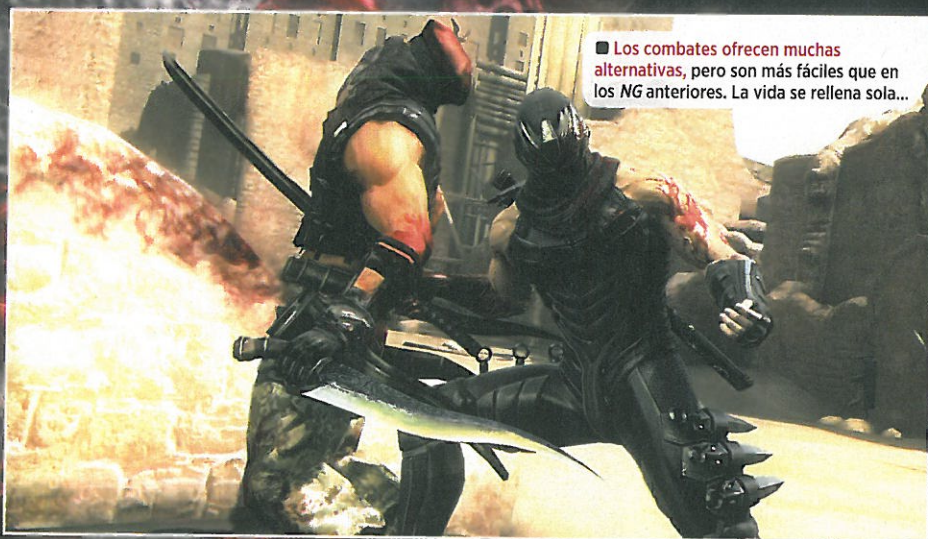 ■ Los combates ofrecen muchas
alternativas, pero son más fáciles que en
los NG anteriores. La vida se rellena sola...